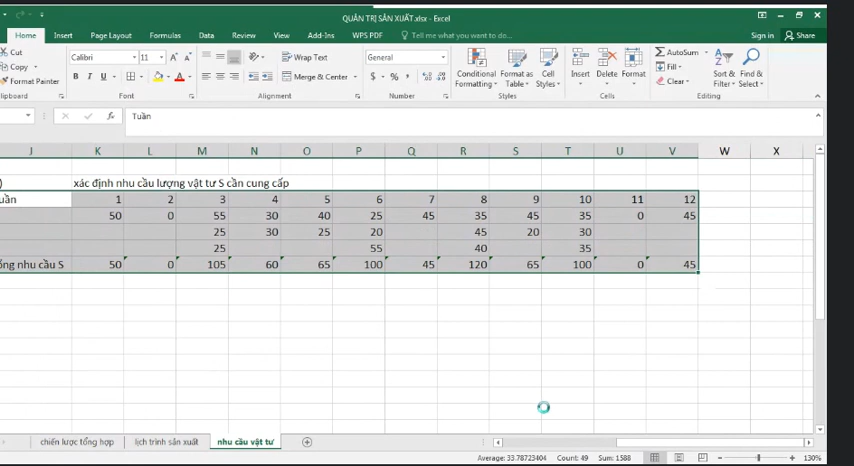 QUẢN TRỊ SẢN XUẤT.xlsx - Excel
Home Insert Page Layout Formulas Data Review View Add-Ins WPS PDF Tell me what you want to do... Sign in Share
Cut
Copy
Format Painter
Calibri 11
B I U
Wrap Text
Merge & Center
General
$ % ,
Conditional Formatting
Format as Table
Cell Styles
Insert Delete Format
AutoSum
Fill
Clear
Sort & Filter
Find & Select
lipboard Font Alignment Number Styles Cells Editing
Tuần
J K L M N O P Q R S T U V W X
) xác định nhu cầu lượng vật tư S cần cung cấp
uần 1 2 3 4 5 6 7 8 9 10 11 12
50 0 55 30 40 25 45 35 45 35 0 45
25 30 25 20 45 20 30
25 55 40 35
ổng nhu cầu S 50 0 105 60 65 100 45 120 65 100 0 45
chiến lược tổng hợp lịch trình sản xuất nhu cầu vật tư
Average: 33.78723404 Count: 49 Sum: 1588 130%